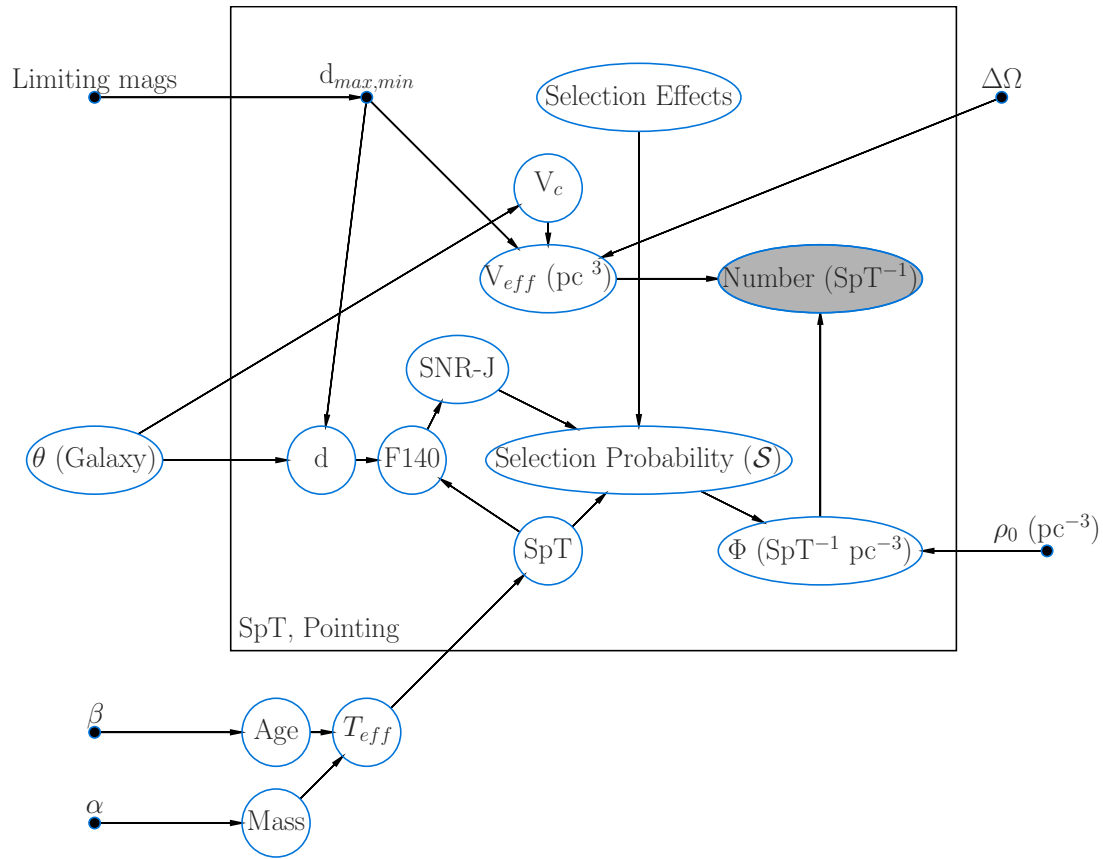 Limiting mags
d_{max,min}
ΔΩ
Selection Effects
V_c
V_{eff} (pc ³)
Number (SpT⁻¹)
SNR-J
θ (Galaxy)
d
F140
Selection Probability (𝓢)
SpT
Φ (SpT⁻¹ pc⁻³)
ρ₀ (pc⁻³)
SpT, Pointing
β
Age
T_{eff}
α
Mass